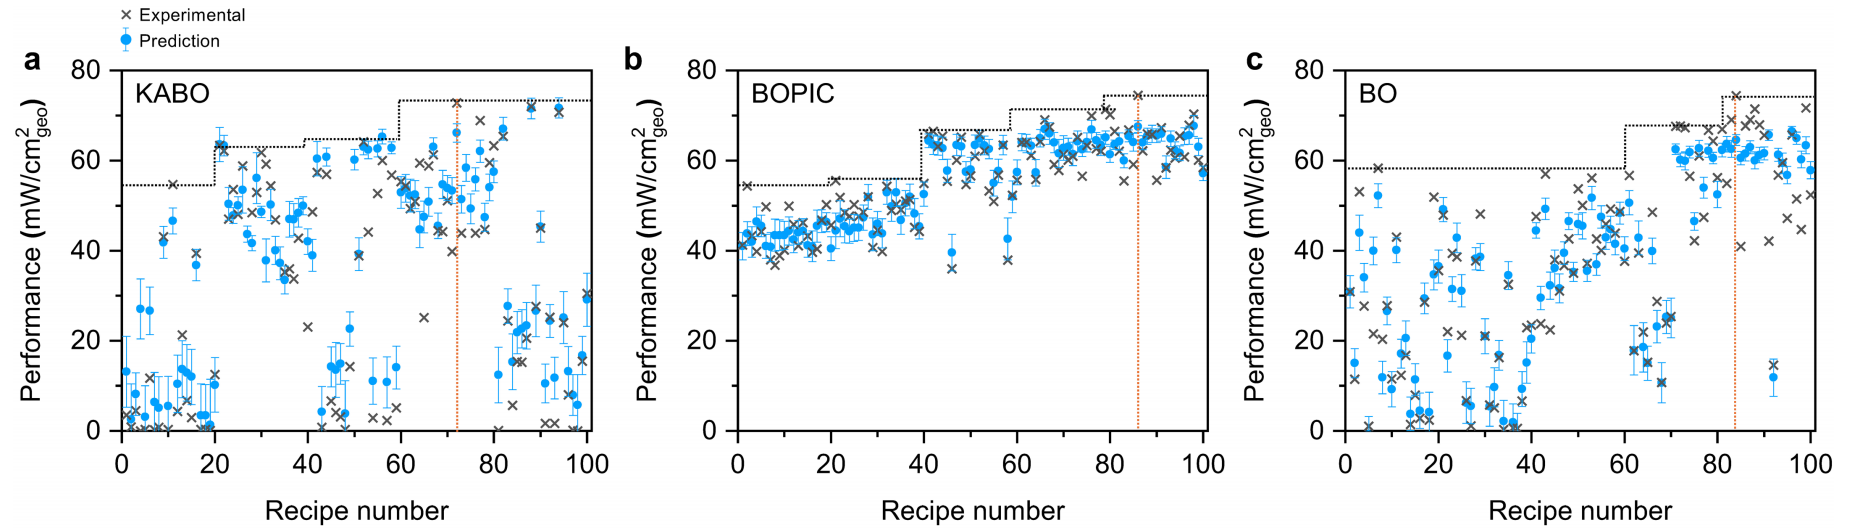 Experimental
Prediction
a
KABO
Performance (mW/cm²geo)
80
60
40
20
0
0 20 40 60 80 100
Recipe number
b
BOPIC
Performance (mW/cm²geo)
80
60
40
20
0
0 20 40 60 80 100
Recipe number
c
BO
Performance (mW/cm²geo)
80
60
40
20
0
0 20 40 60 80 100
Recipe number